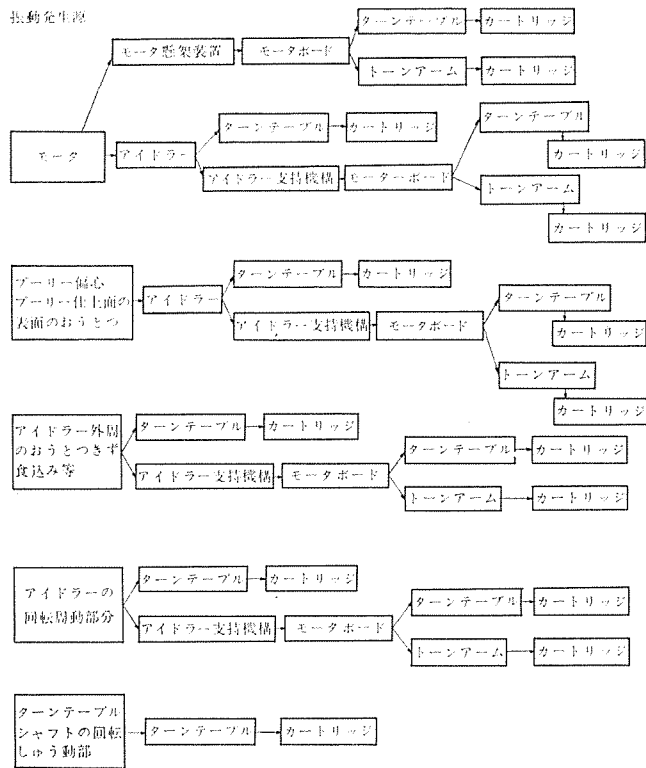 振動発生源
ターンテーブル
カートリッジ
モータ懸架装置
モータボード
トーンアーム
カートリッジ
モータ
アイドラー
ターンテーブル
カートリッジ
アイドラー支持機構
モーターボード
ターンテーブル
カートリッジ
トーンアーム
カートリッジ
プーリー偏心
プーリー仕上面の
表面のおうとつ
アイドラー
ターンテーブル
カートリッジ
アイドラー支持機構
モータボード
ターンテーブル
カートリッジ
トーンアーム
カートリッジ
アイドラー外周
のおうとつきず
食込み等
ターンテーブル
カートリッジ
アイドラー支持機構
モータボード
ターンテーブル
カートリッジ
トーンアーム
カートリッジ
アイドラーの
回転周動部分
ターンテーブル
カートリッジ
アイドラー支持機構
モータボード
ターンテーブル
カートリッジ
トーンアーム
カートリッジ
ターンテーブル
シャフトの回転
しゅう動部
ターンテーブル
カートリッジ